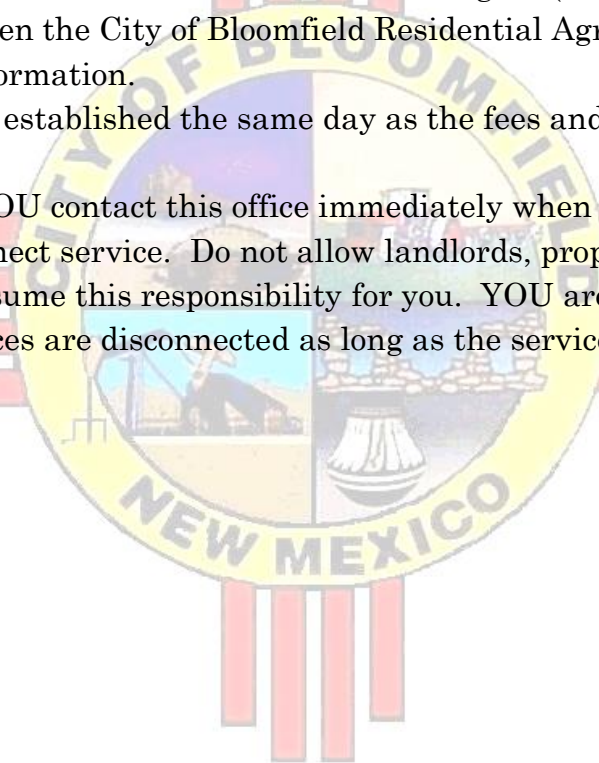 en the City of Bloomfield Residential Agr
ormation.
established the same day as the fees and
OU contact this office immediately when
nect service.  Do not allow landlords, prop
sume this responsibility for you.  YOU are
ces are disconnected as long as the service
CITY OF BLOOMFIELD
NEW MEXICO